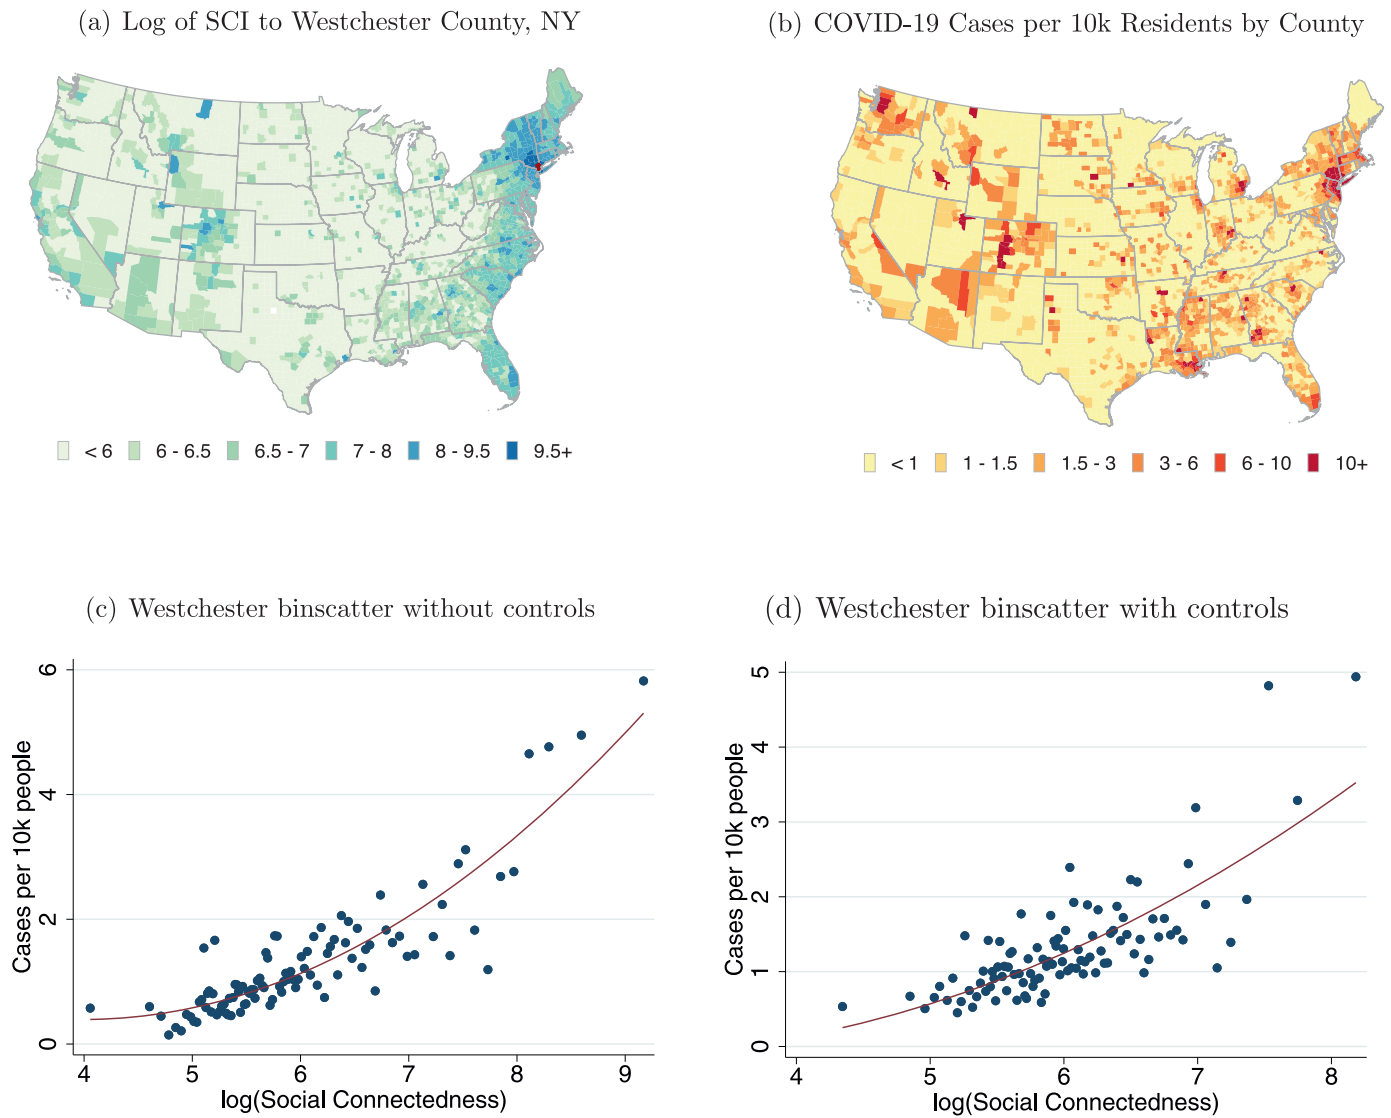 (a) Log of SCI to Westchester County, NY
(b) COVID-19 Cases per 10k Residents by County
< 6 6 - 6.5 6.5 - 7 7 - 8 8 - 9.5 9.5+
< 1 1 - 1.5 1.5 - 3 3 - 6 6 - 10 10+
(c) Westchester binscatter without controls
Cases per 10k people
6
4
2
0
4 5 6 7 8 9
log(Social Connectedness)
(d) Westchester binscatter with controls
Cases per 10k people
5
4
3
2
1
0
4 5 6 7 8
log(Social Connectedness)